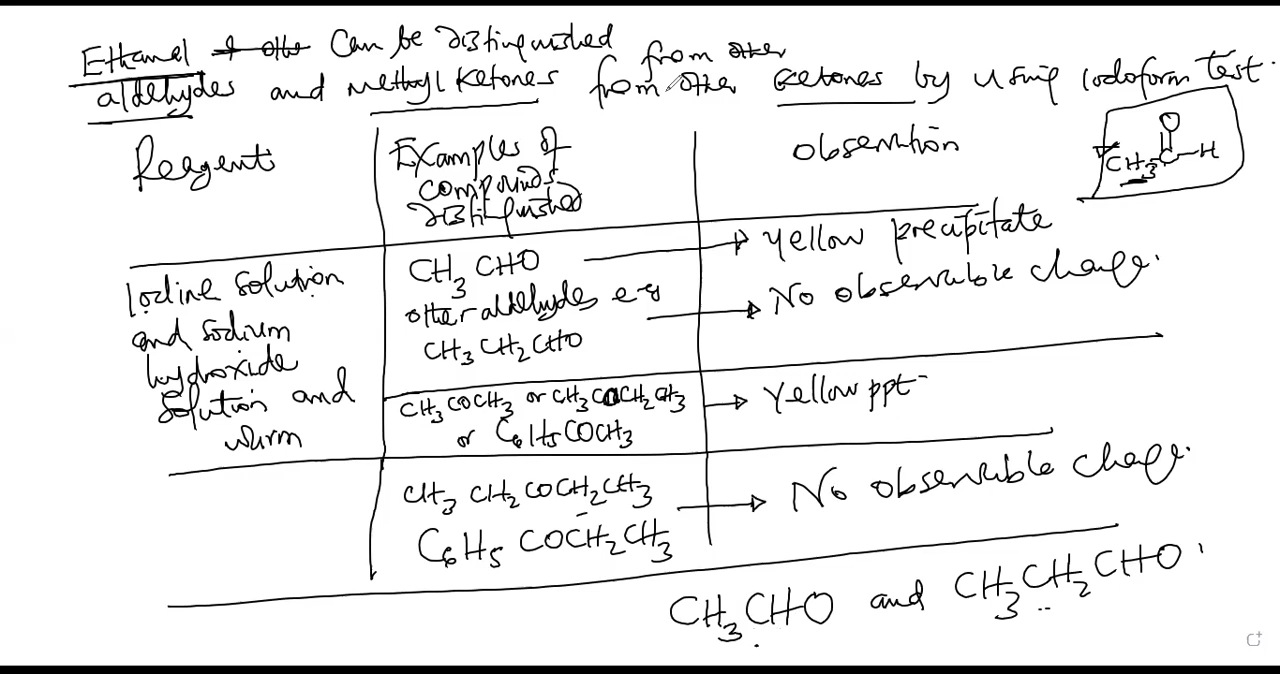 Ethanal can be distinguished from other
aldehydes and methyl ketones from other ketones by using Iodoform test.
Reagents
Examples of
compounds
distinguished
Observation
O
CH3 C-H
Iodine solution
and sodium
hydroxide
solution and
warm
CH3CHO
other aldehydes e.g
CH3CH2CHO
Yellow precipitate
No observable change.
CH3COCH3 or CH3COCH2CH3
or C6H5COCH3
Yellow ppt
CH3CH2COCH2CH3
C6H5COCH2CH3
No observable change.
CH3CHO and CH3CH2CHO.